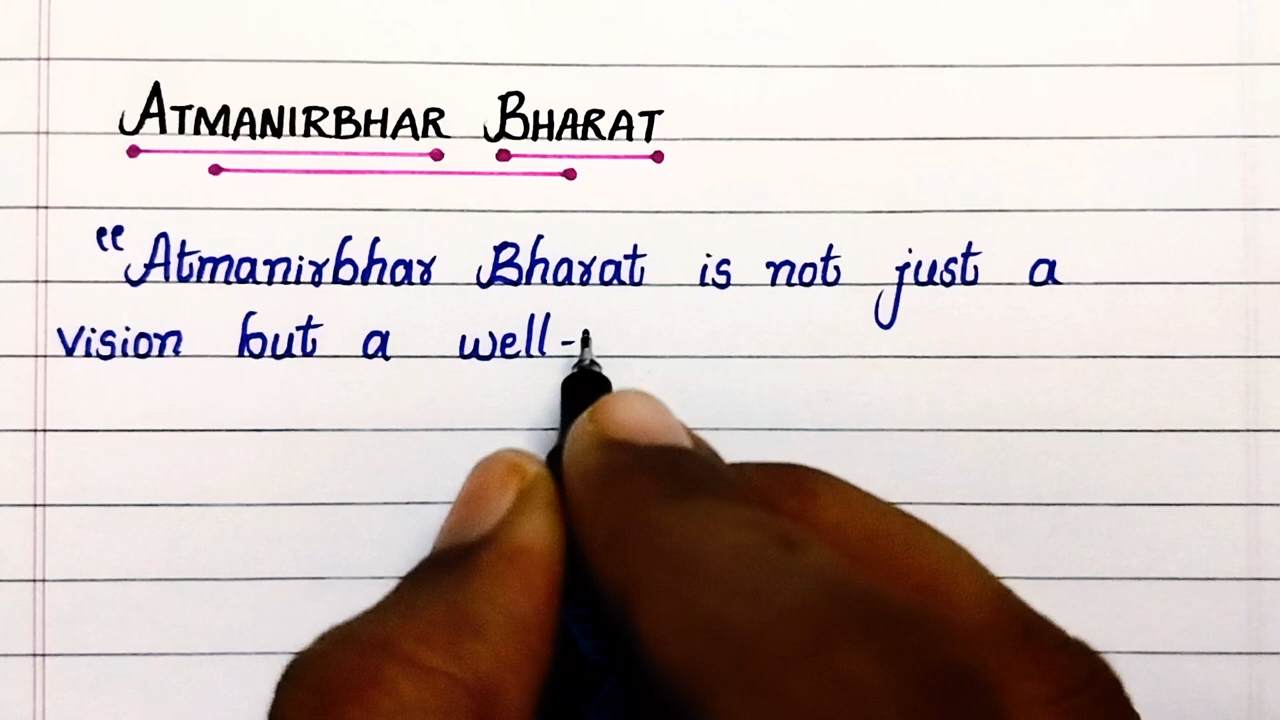 ATMANIRBHAR BHARAT
“Atmanirbhar Bharat is not just a
vision but a well-